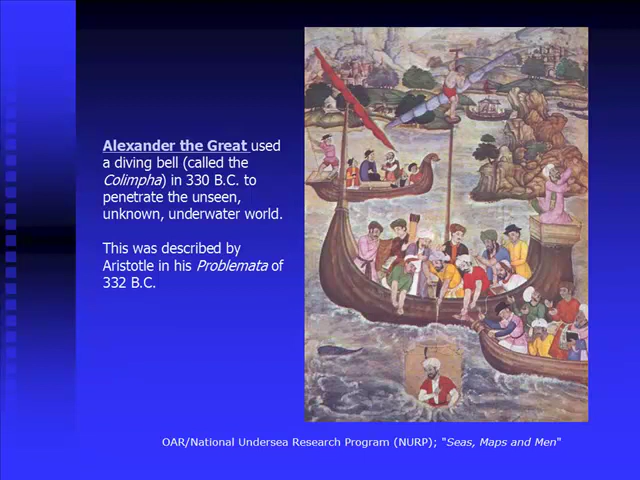 Alexander the Great used
a diving bell (called the
Colimpha) in 330 B.C. to
penetrate the unseen,
unknown, underwater world.
This was described by
Aristotle in his Problemata of
332 B.C.
OAR/National Undersea Research Program (NURP); "Seas, Maps and Men"